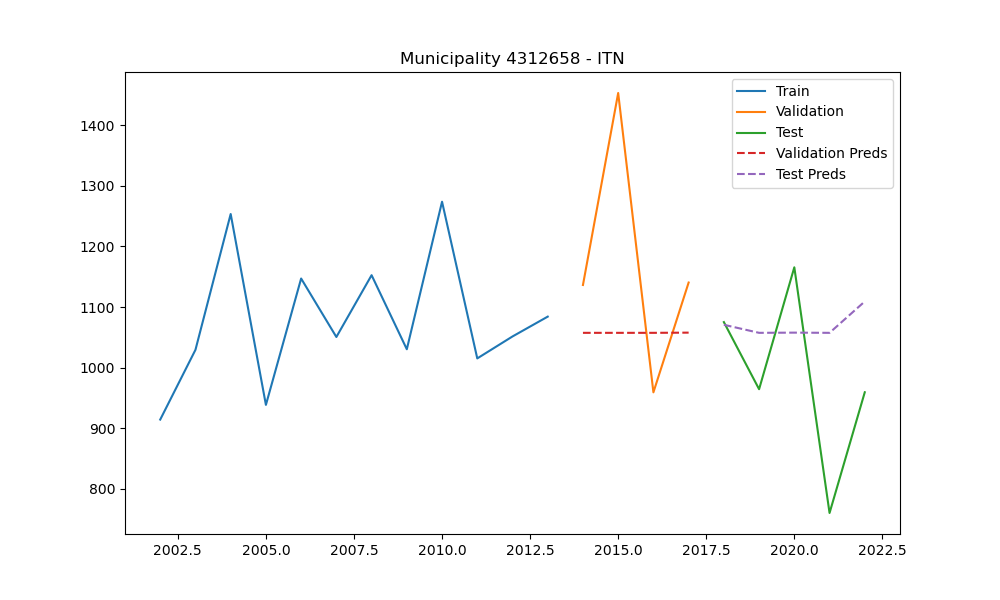 Municipality 4312658 - ITN
Train
Validation
Test
Validation Preds
Test Preds
1400
1300
1200
1100
1000
900
800
2002.5 2005.0 2007.5 2010.0 2012.5 2015.0 2017.5 2020.0 2022.5